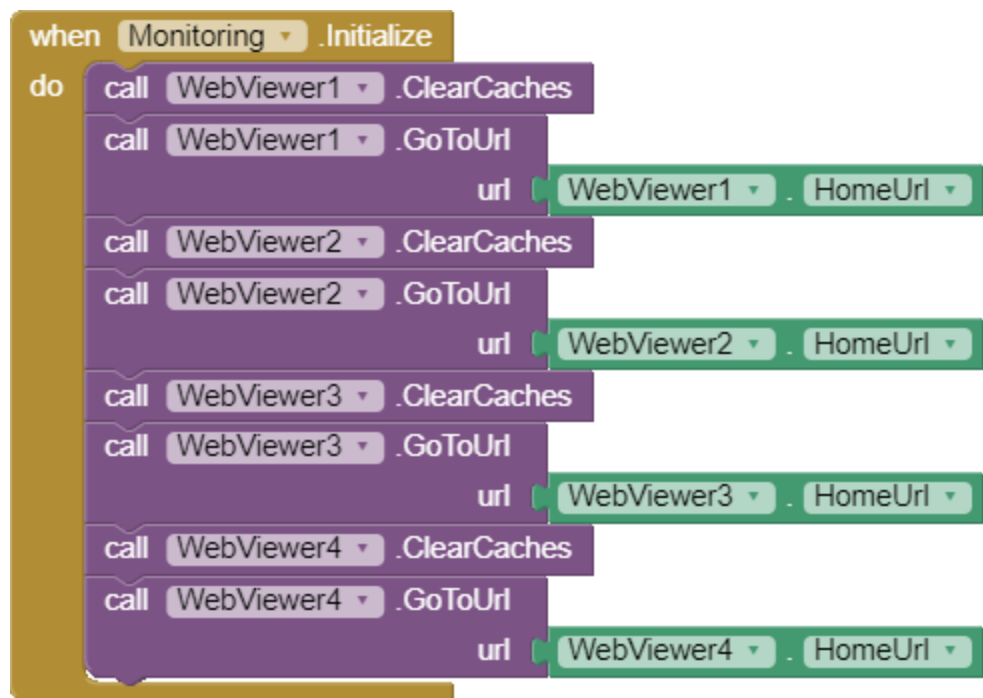 when Monitoring .Initialize
do call WebViewer1 .ClearCaches
call WebViewer1 .GoToUrl
url WebViewer1 . HomeUrl
call WebViewer2 .ClearCaches
call WebViewer2 .GoToUrl
url WebViewer2 . HomeUrl
call WebViewer3 .ClearCaches
call WebViewer3 .GoToUrl
url WebViewer3 . HomeUrl
call WebViewer4 .ClearCaches
call WebViewer4 .GoToUrl
url WebViewer4 . HomeUrl